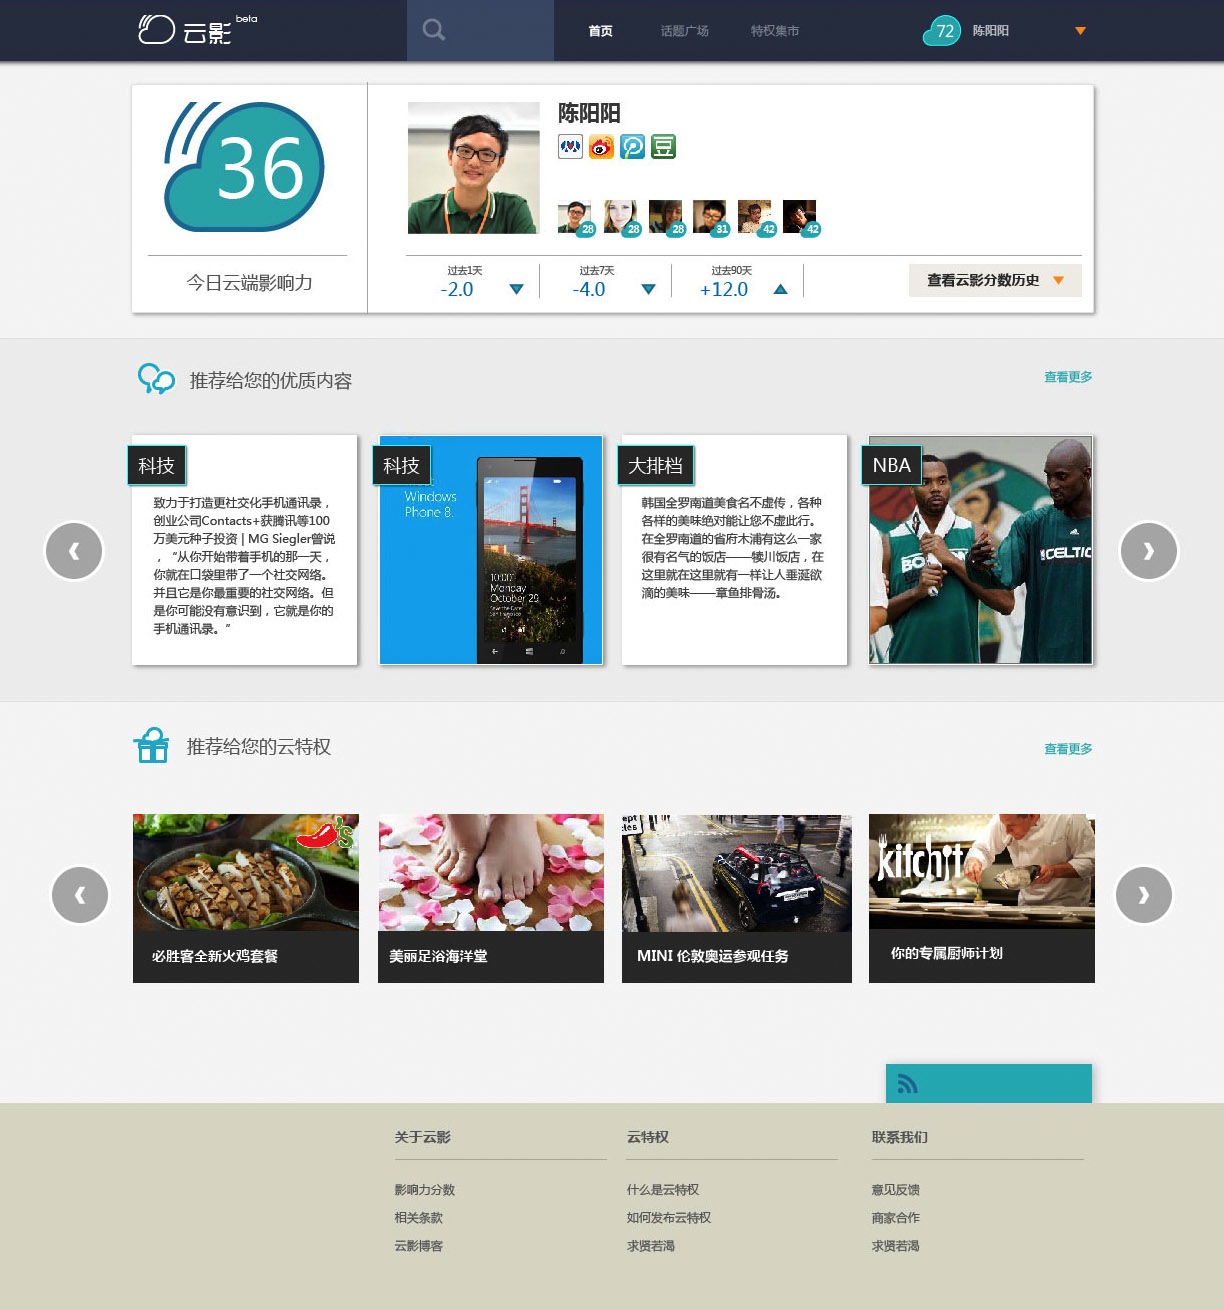 云影 beta
首页
话题广场
特权集市
72
陈阳阳
36
今日云端影响力
陈阳阳
豆
28
28
28
31
42
42
过去1天
-2.0
过去7天
-4.0
过去90天
+12.0
查看云影分数历史
推荐给您的优质内容
查看更多
科技
致力于打造更社交化手机通讯录，
创业公司Contacts+获腾讯等100
万美元种子投资 | MG Siegler曾说
，“从你开始带着手机的那一天，
你就在口袋里带了一个社交网络。
并且它是你最重要的社交网络。但
是你可能没有意识到，它就是你的
手机通讯录。”
科技
Windows
Phone 8.
10:00
Monday
October 29
Save the Date!
San Francisco
大排档
韩国全罗南道美食名不虚传，各种
各样的美味绝对能让您不虚此行。
在全罗南道的省府木浦有这么一家
很有名气的饭店——犊川饭店，在
这里就在这里就有一样让人垂涎欲
滴的美味——章鱼排骨汤。
NBA
BO
CELTIC
推荐给您的云特权
查看更多
必胜客全新火鸡套餐
美丽足浴海洋堂
MINI 伦敦奥运参观任务
kitchit
你的专属厨师计划
关于云影
影响力分数
相关条款
云影博客
云特权
什么是云特权
如何发布云特权
求贤若渴
联系我们
意见反馈
商家合作
求贤若渴